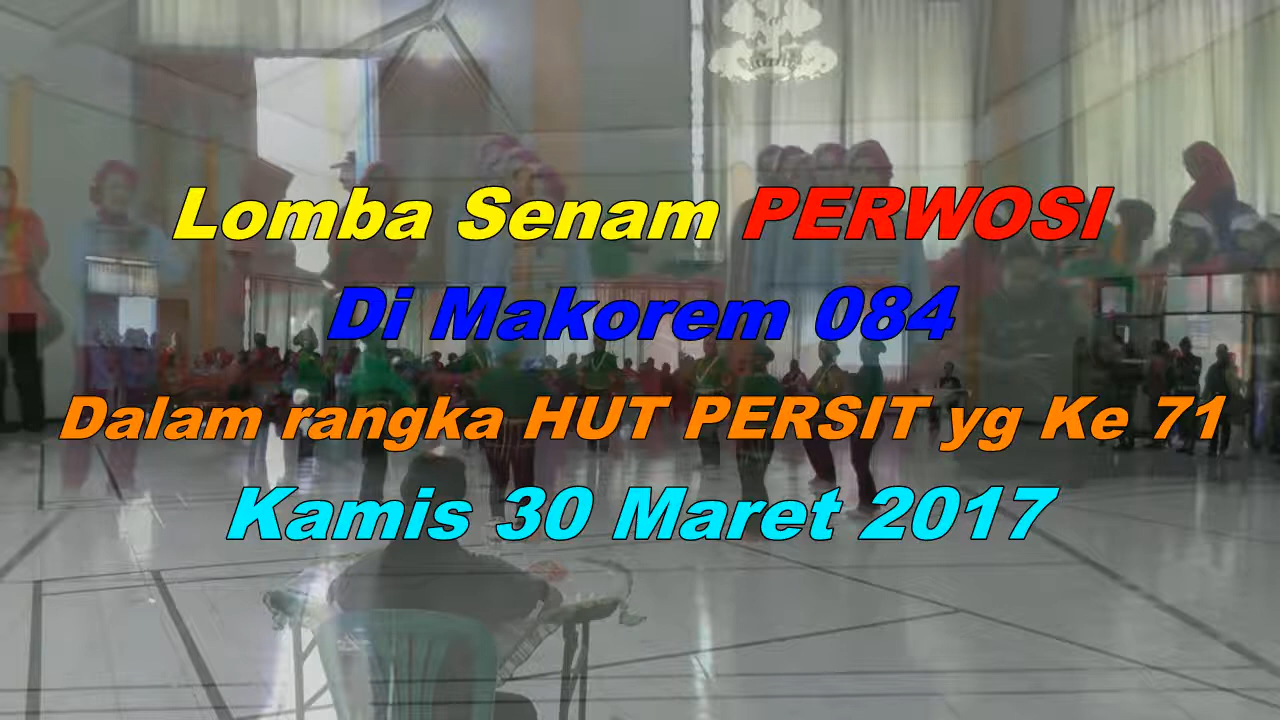 Lomba Senam PERWOSI
Di Makorem 084
Dalam rangka HUT PERSIT yg Ke 71
Kamis 30 Maret 2017